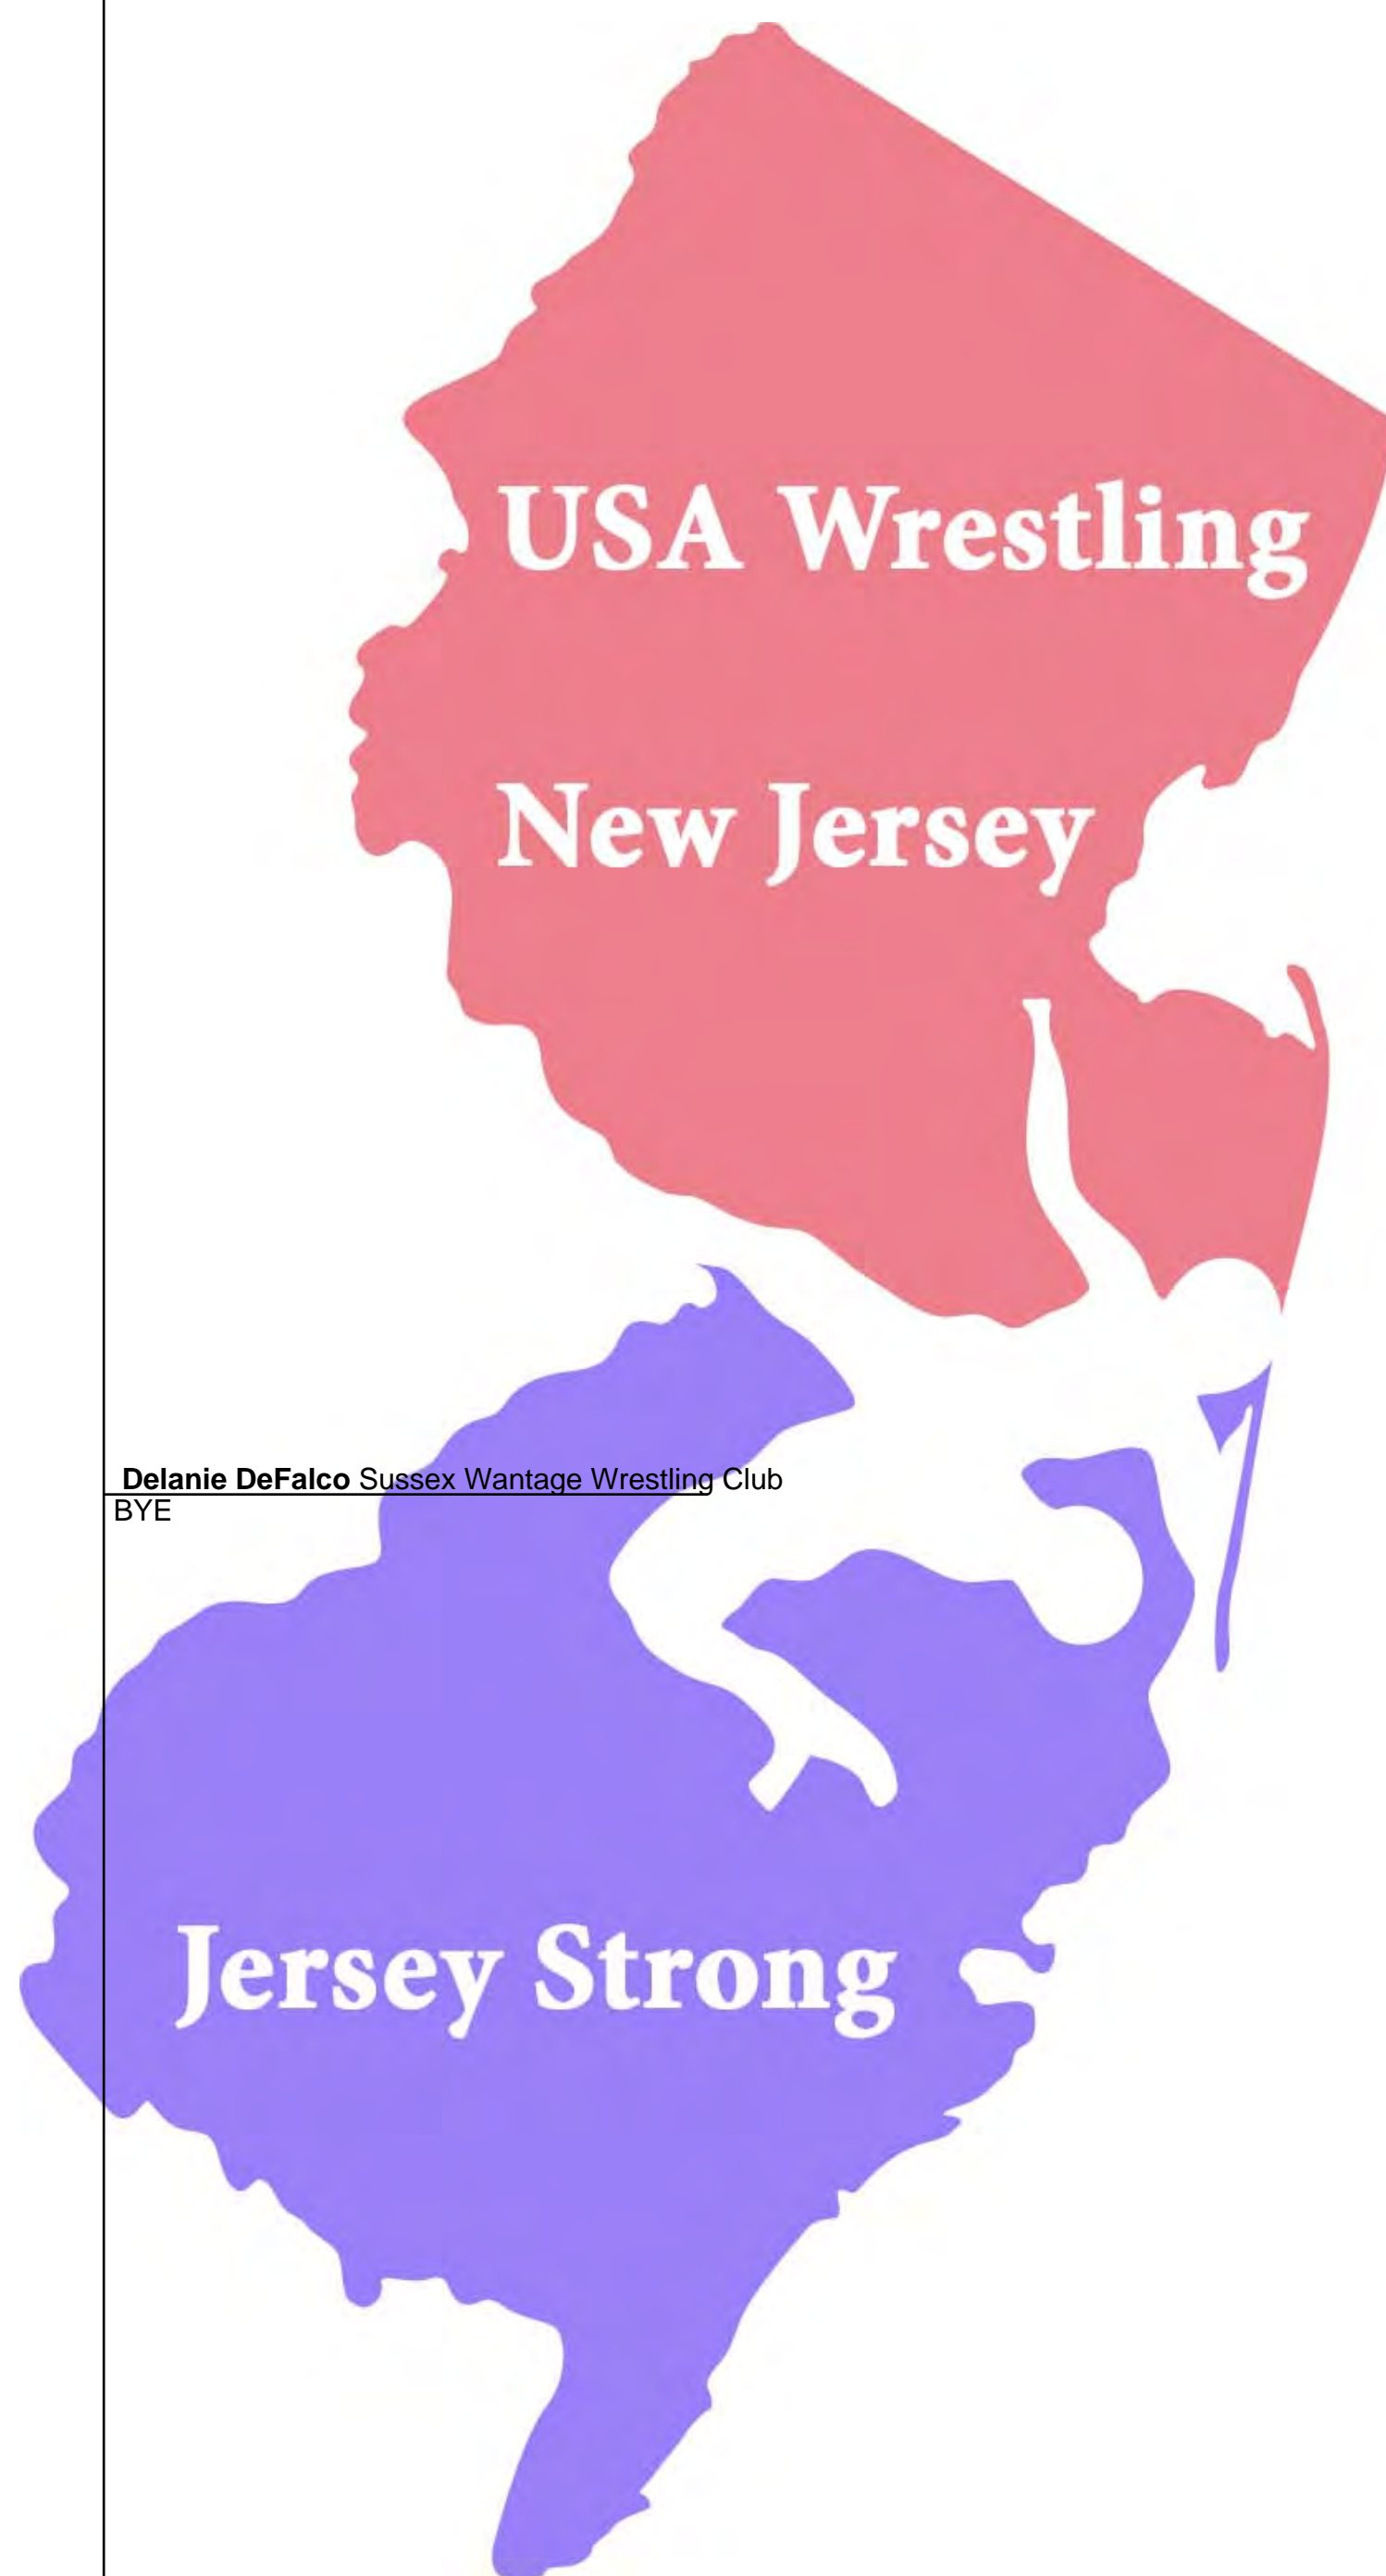 USA Wrestling
New Jersey
Delanie DeFalco Sussex Wantage Wrestling Club
BYE
Jersey Strong